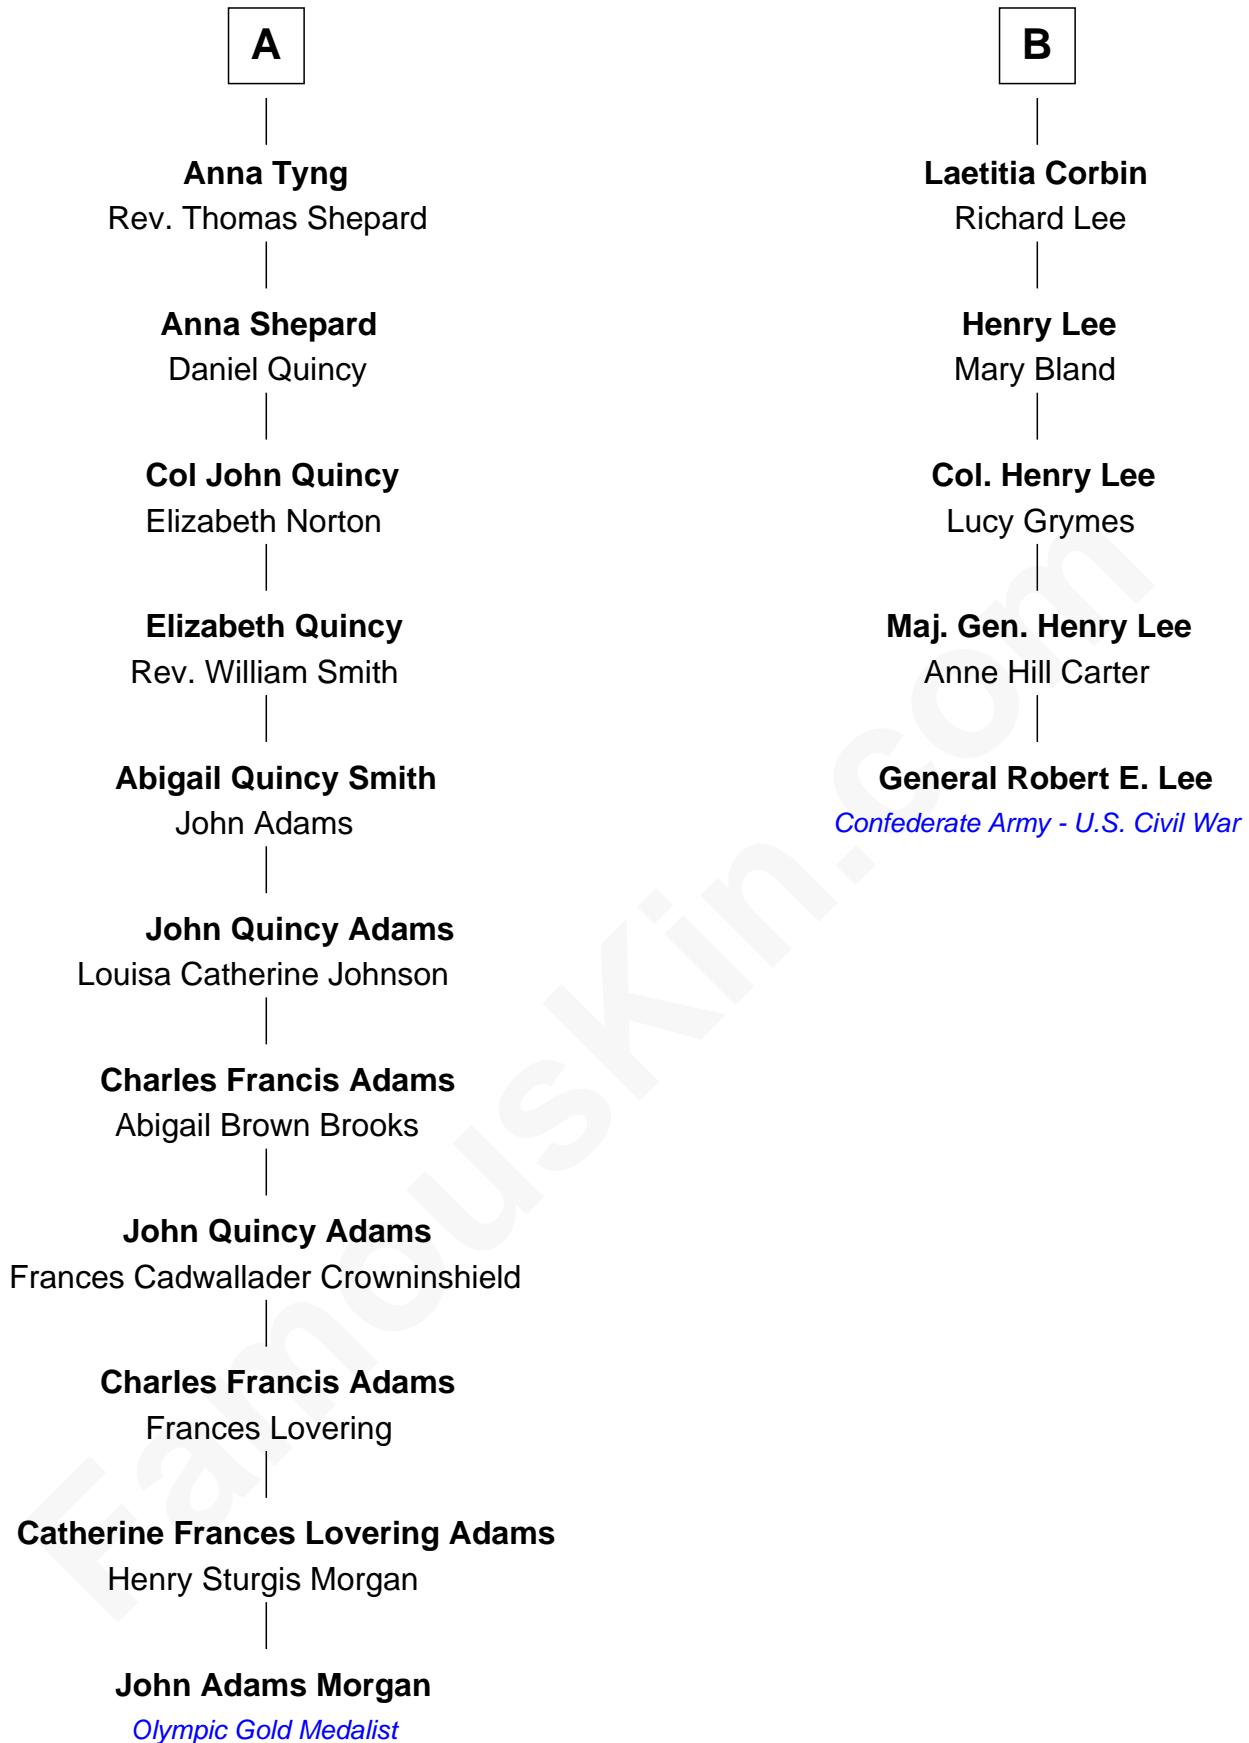 A
Anna Tyng
Rev. Thomas Shepard
Anna Shepard
Daniel Quincy
Col John Quincy
Elizabeth Norton
Elizabeth Quincy
Rev. William Smith
Abigail Quincy Smith
John Adams
John Quincy Adams
Louisa Catherine Johnson
Charles Francis Adams
Abigail Brown Brooks
John Quincy Adams
Frances Cadwallader Crowninshield
Charles Francis Adams
Frances Lovering
Catherine Frances Lovering Adams
Henry Sturgis Morgan
John Adams Morgan
Olympic Gold Medalist
B
Laetitia Corbin
Richard Lee
Henry Lee
Mary Bland
Col. Henry Lee
Lucy Grymes
Maj. Gen. Henry Lee
Anne Hill Carter
General Robert E. Lee
Confederate Army - U.S. Civil War
FamousKin.com